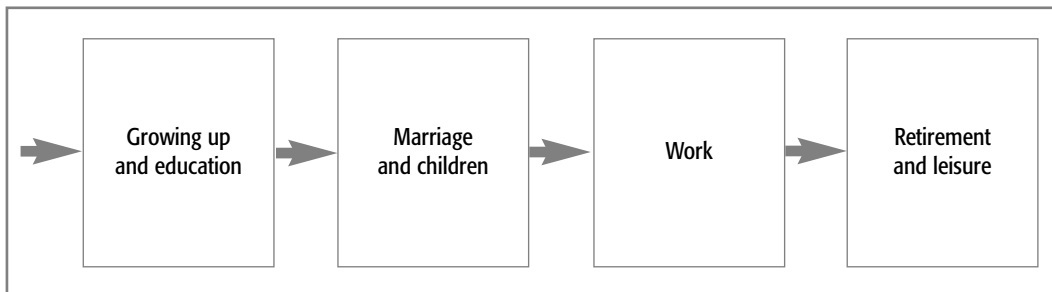 Growing up
and education
Marriage
and children
Work
Retirement
and leisure